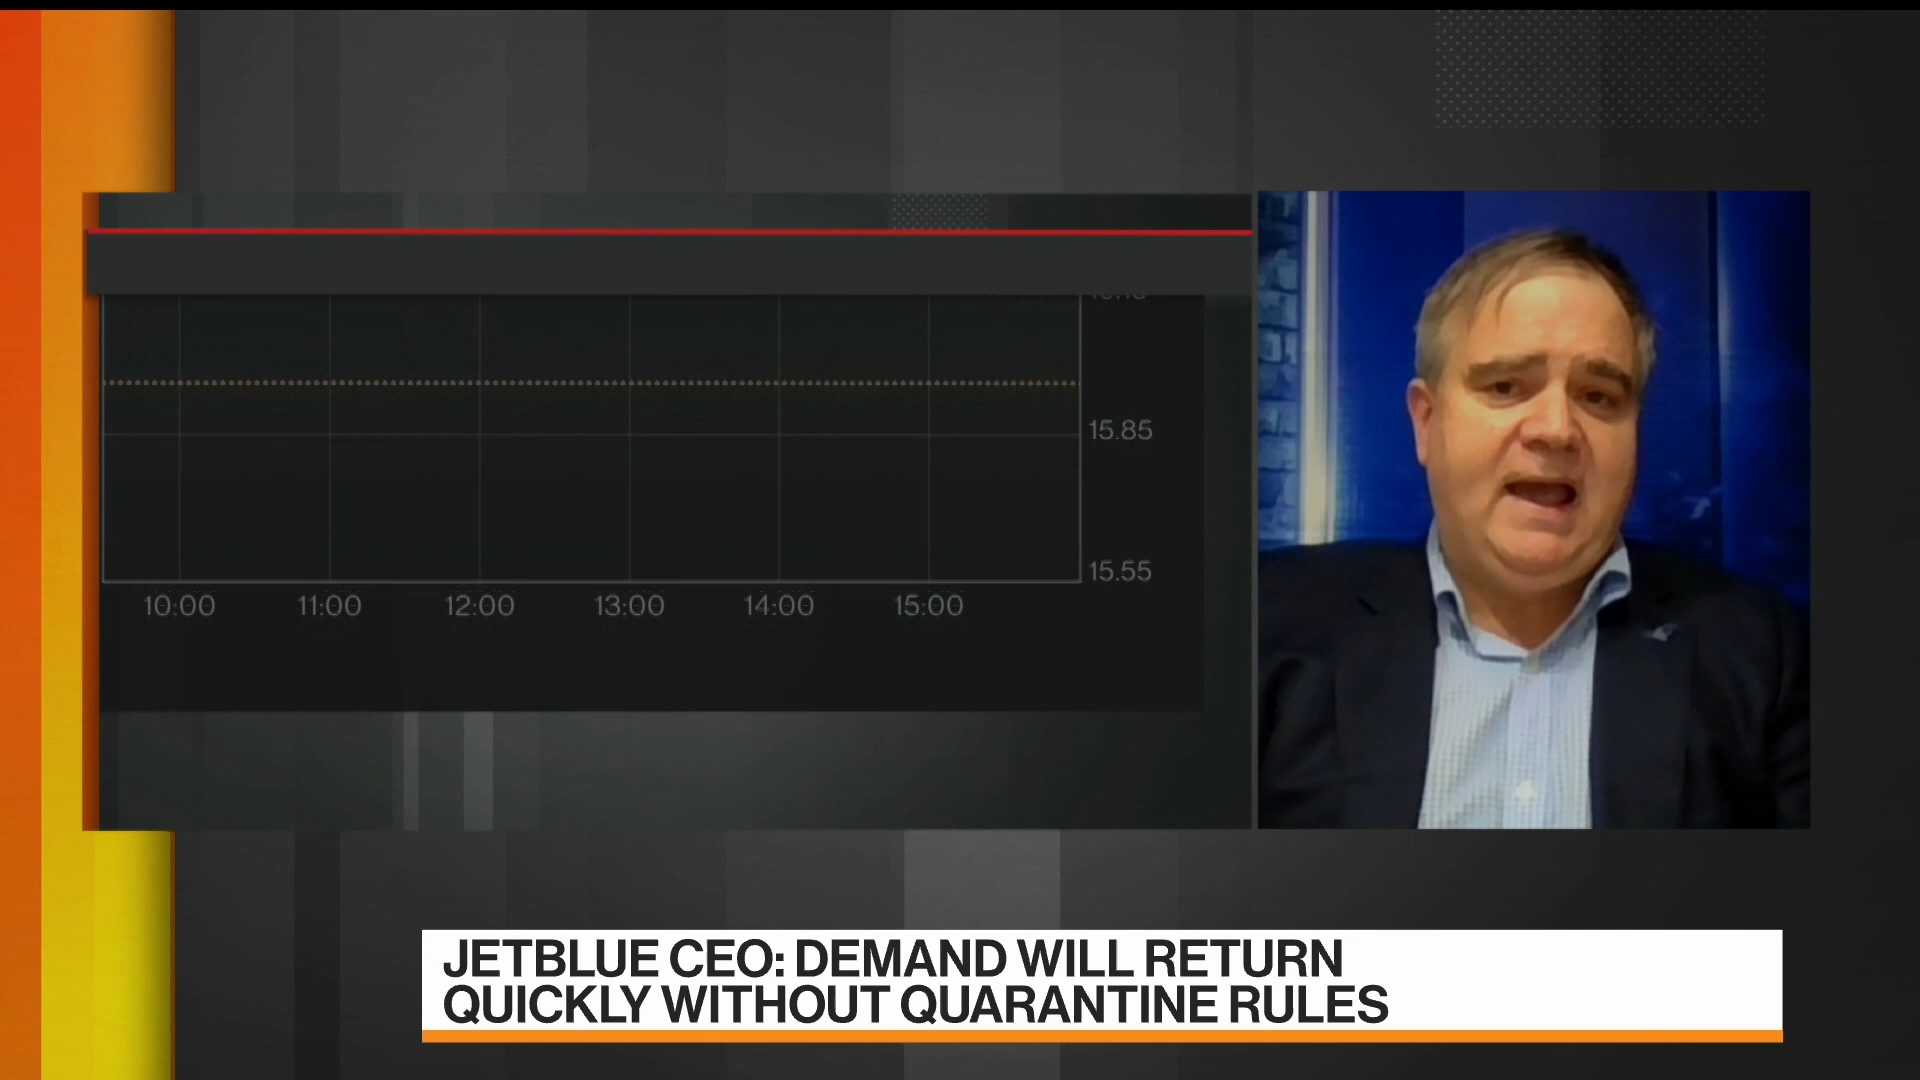 15.85
15.55
10:00 11:00 12:00 13:00 14:00 15:00
JETBLUE CEO: DEMAND WILL RETURN
QUICKLY WITHOUT QUARANTINE RULES